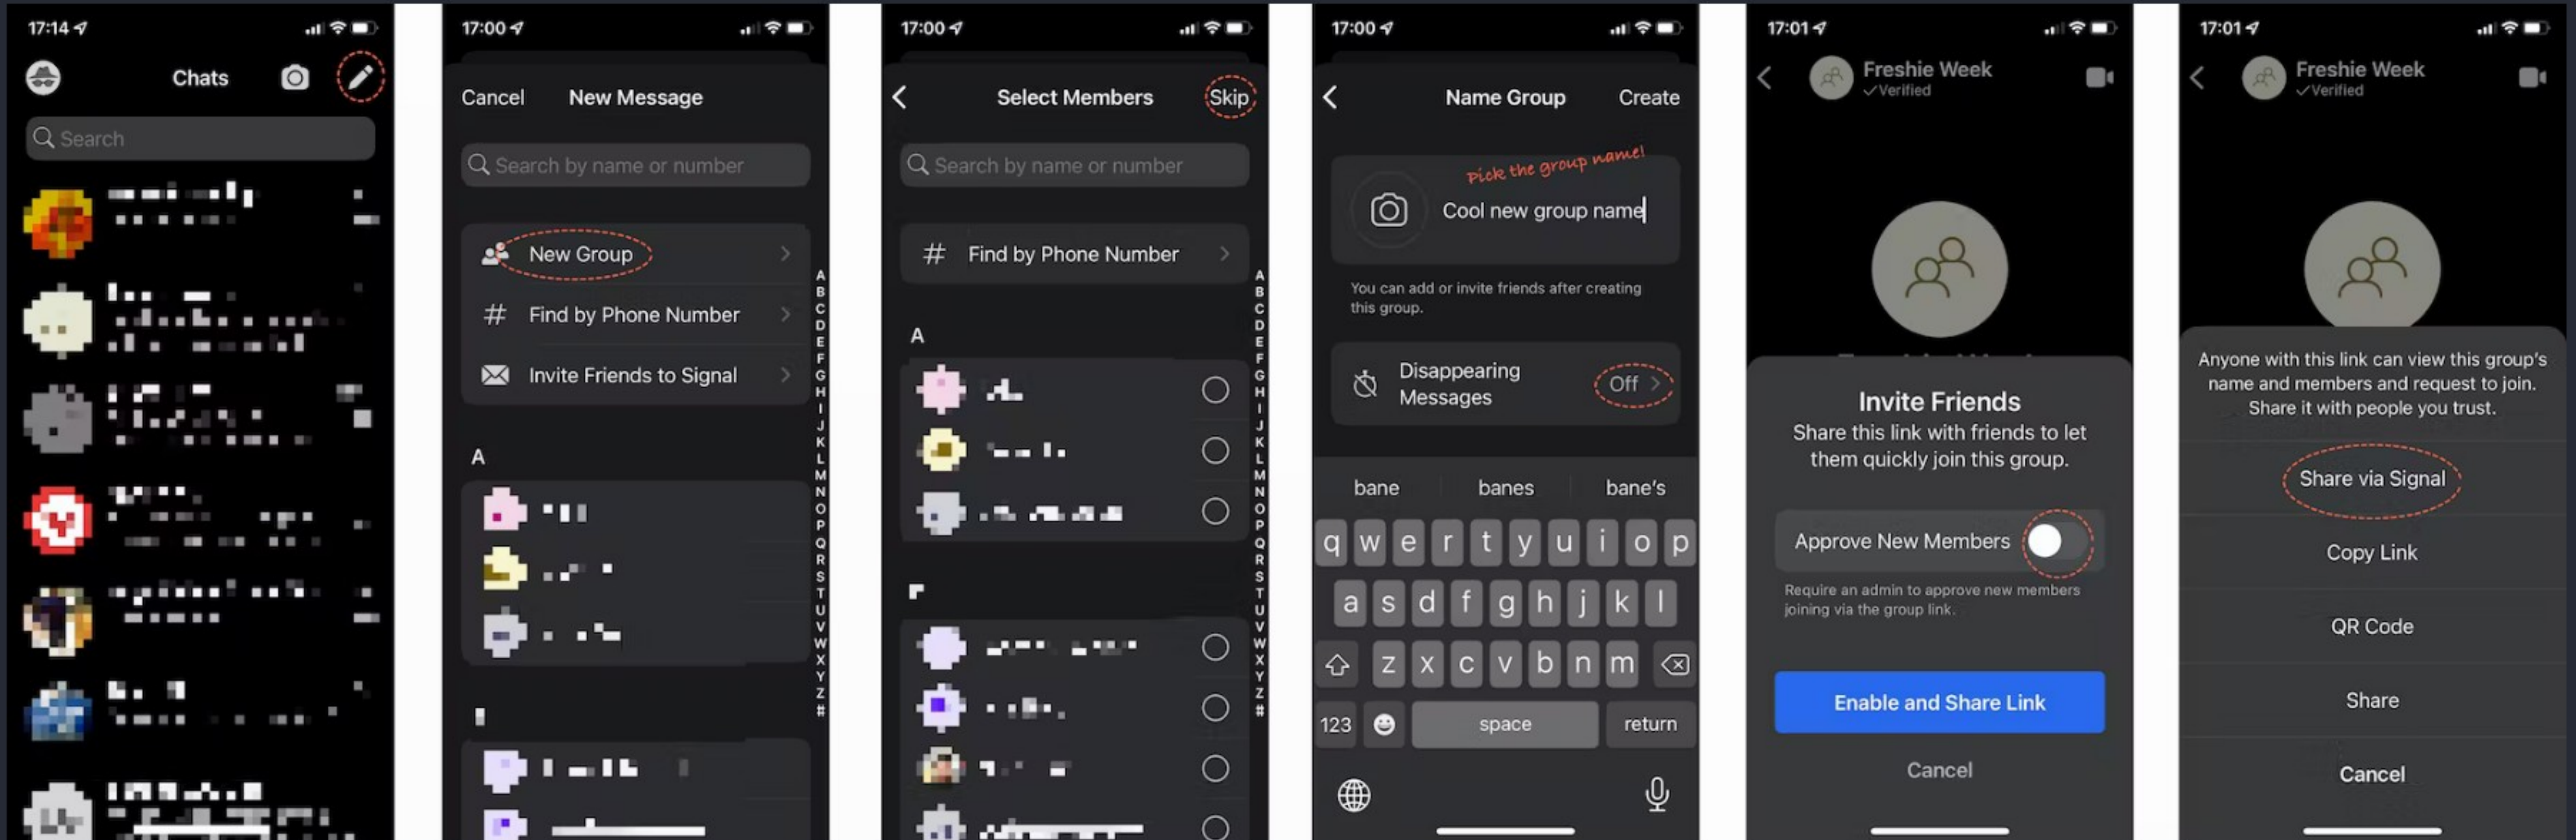 17:14
Chats
Search
17:00
Cancel
New Message
Search by name or number
New Group
Find by Phone Number
Invite Friends to Signal
A
A
B
C
D
E
F
G
H
I
J
K
L
M
N
O
P
Q
R
S
T
U
V
W
X
Y
Z
#
17:00
Select Members
Skip
Search by name or number
# Find by Phone Number
A
A
B
C
D
E
F
G
H
I
J
K
L
M
N
O
P
Q
R
S
T
U
V
W
X
Y
Z
#
17:00
Name Group
Create
Pick the group name!
Cool new group name
You can add or invite friends after creating
this group.
Disappearing
Messages
Off
bane banes bane's
q w e r t y u i o p
a s d f g h j k l
z x c v b n m
123 space return
17:01
Freshie Week
Verified
Invite Friends
Share this link with friends to let
them quickly join this group.
Approve New Members
Require an admin to approve new members
joining via the group link.
Enable and Share Link
Cancel
17:01
Freshie Week
Verified
Anyone with this link can view this group's
name and members and request to join.
Share it with people you trust.
Share via Signal
Copy Link
QR Code
Share
Cancel